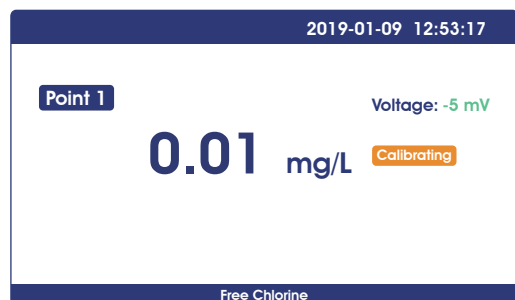 2019-01-09 12:53:17
Point 1
Voltage: -5 mV
0.01 mg/L
Calibrating
Free Chlorine